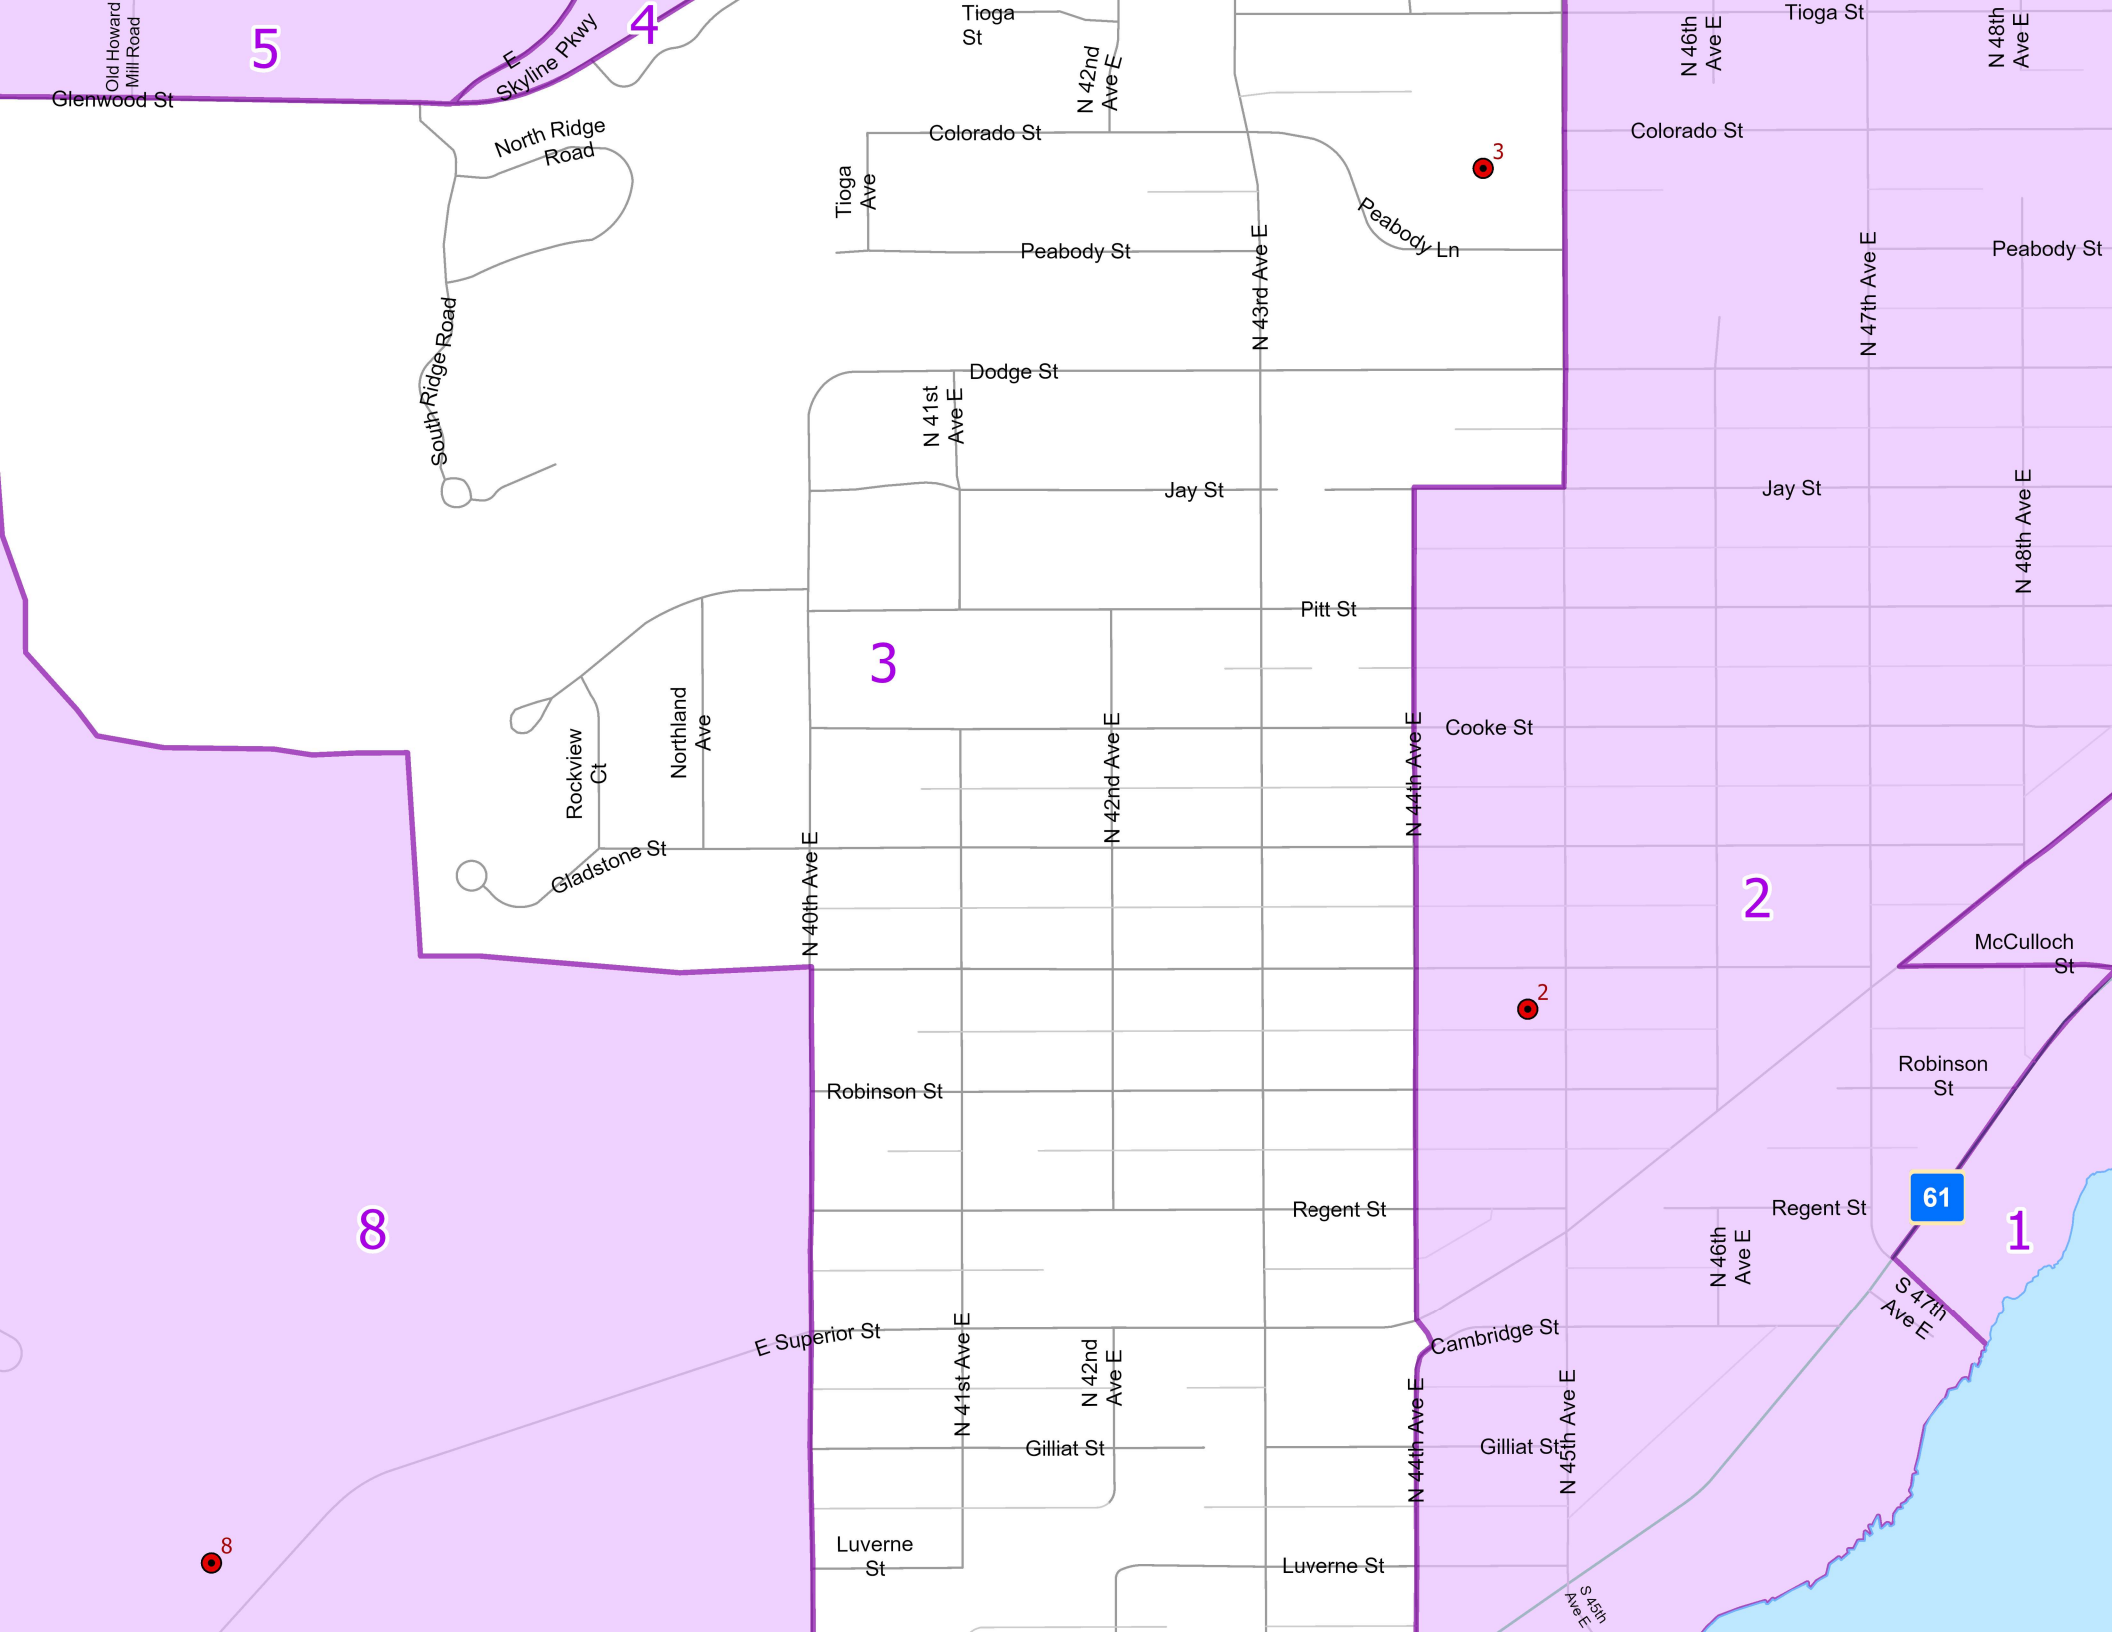 Old Howard
Mill Road
5
E
Skyline Pkwy
4
Tioga
St
N 42nd
Ave E
N 46th
Ave E
Tioga St
N 48th
Ave E
Glenwood St
North Ridge
Road
Colorado St
Colorado St
3
Tioga
Ave
Peabody Ln
Peabody St
N 43rd Ave E
N 47th Ave E
Peabody St
South Ridge Road
Dodge St
N 41st
Ave E
Jay St
Jay St
N 48th Ave E
Pitt St
3
Rockview
Ct
Northland
Ave
N 42nd Ave E
N 44th Ave E
Cooke St
Gladstone St
N 40th Ave E
2
McCulloch
St
2
Robinson St
Robinson
St
8
Regent St
Regent St
61
1
N 46th
Ave E
S 47th
Ave E
E Superior St
N 41st Ave E
N 42nd
Ave E
Cambridge St
N 44th Ave E
N 45th Ave E
Gilliat St
Gilliat St
8
Luverne
St
Luverne St
S 45th
Ave E